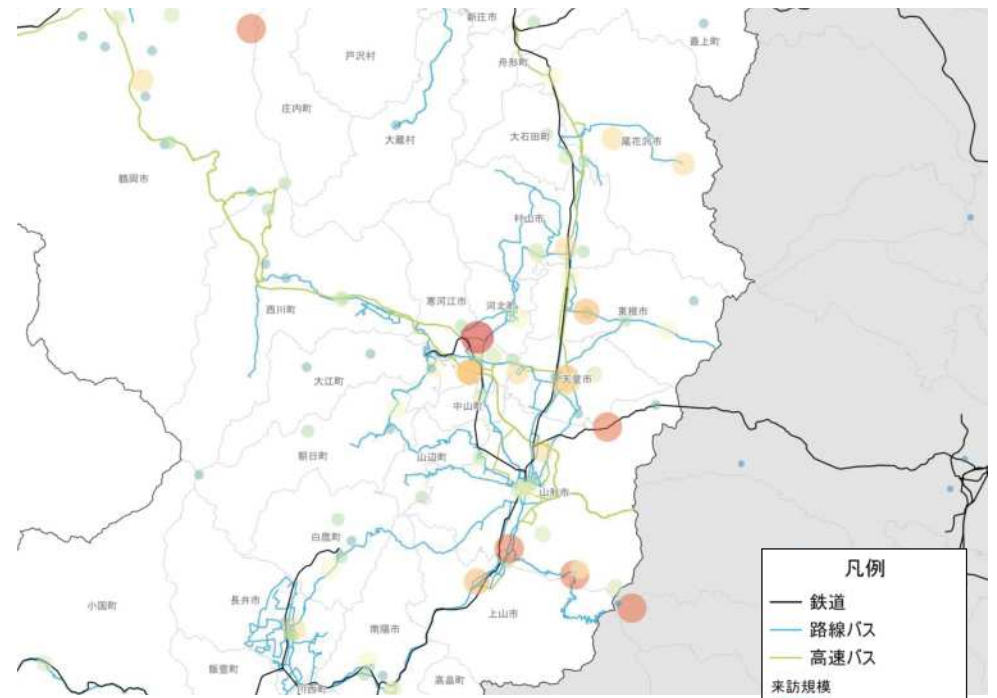 新庄市
最上町
戸沢村
舟形町
庄内町
大蔵村
大石田町
尾花沢市
鶴岡市
村山市
寒河江市
河北町
西川町
東根市
大江町
天童市
中山町
朝日町
山辺町
山形市
白鷹町
小国町
長井市
南陽市
上山市
飯豊町
川西町
高畠町
凡例
鉄道
路線バス
高速バス
来訪規模